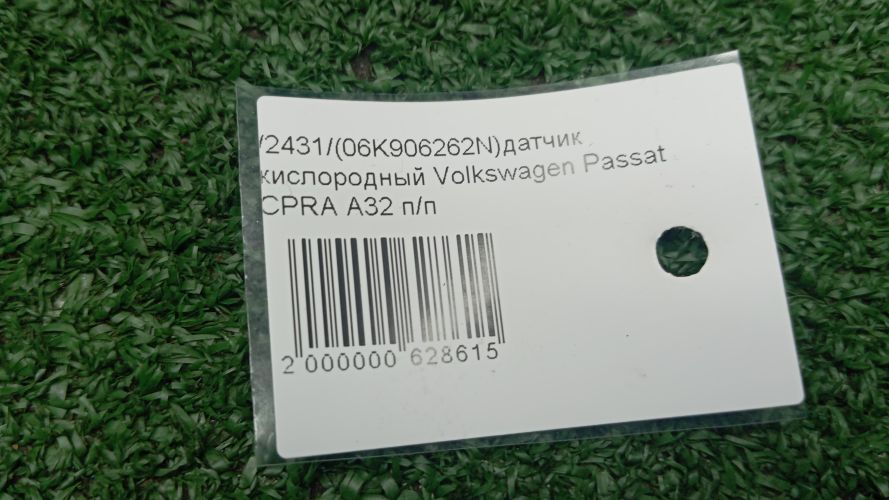 /2431/(06K906262N)датчик
кислородный Volkswagen Passat
CPRA A32 п/п
2 000000 628615